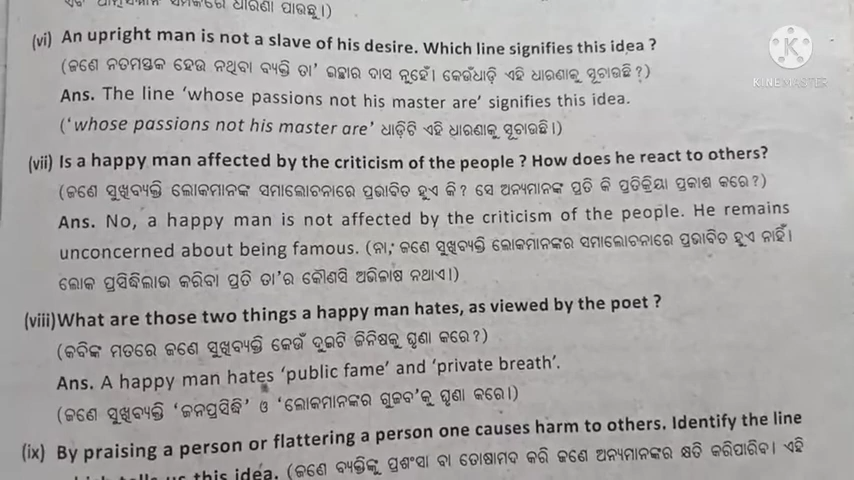 ଧାରଣା ପାଉଛୁ।)
(vi) An upright man is not a slave of his desire. Which line signifies this idea ?
(ଜଣେ ନତମସ୍ତକ ହେଉ ନଥିବା ବ୍ୟକ୍ତି ତା' ଇଚ୍ଛାର ଦାସ ନୁହେଁ। କେଉଁଧାଡ଼ି ଏହି ଧାରଣାକୁ ସୂଚାଉଛି?)
Ans. The line 'whose passions not his master are' signifies this idea.
('whose passions not his master are' ଧାଡ଼ିଟି ଏହି ଧାରଣାକୁ ସୂଚାଉଛି।)
(vii) Is a happy man affected by the criticism of the people ? How does he react to others?
(ଜଣେ ସୁଖିବ୍ୟକ୍ତି ଲୋକମାନଙ୍କ ସମାଲୋଚନାରେ ପ୍ରଭାବିତ ହୁଏ କି? ସେ ଅନ୍ୟମାନଙ୍କ ପ୍ରତି କି ପ୍ରତିକ୍ରିୟା ପ୍ରକାଶ କରେ?)
Ans. No, a happy man is not affected by the criticism of the people. He remains
unconcerned about being famous. (ନା, ଜଣେ ସୁଖିବ୍ୟକ୍ତି ଲୋକମାନଙ୍କର ସମାଲୋଚନାରେ ପ୍ରଭାବିତ ହୁଏ ନାହିଁ।
ଲୋକ ପ୍ରସିଦ୍ଧିଲାଭ କରିବା ପ୍ରତି ତା'ର କୌଣସି ଅଭିଳାଷ ନଥାଏ।)
(viii) What are those two things a happy man hates, as viewed by the poet ?
(କବିଙ୍କ ମତରେ ଜଣେ ସୁଖିବ୍ୟକ୍ତି କେଉଁ ଦୁଇଟି ଜିନିଷକୁ ଘୃଣା କରେ?)
Ans. A happy man hates 'public fame' and 'private breath'.
(ଜଣେ ସୁଖିବ୍ୟକ୍ତି 'ଜନପ୍ରସିଦ୍ଧି' ଓ 'ଲୋକମାନଙ୍କର ଗୁଜବ'କୁ ଘୃଣା କରେ।)
(ix) By praising a person or flattering a person one causes harm to others. Identify the line
this idea. (ଜଣେ ବ୍ୟକ୍ତିଙ୍କୁ ପ୍ରଶଂସା ବା ତୋଷାମଦ କରି ଜଣେ ଅନ୍ୟମାନଙ୍କର କ୍ଷତି କରିପାରିବ। ଏହି
KINEMASTER